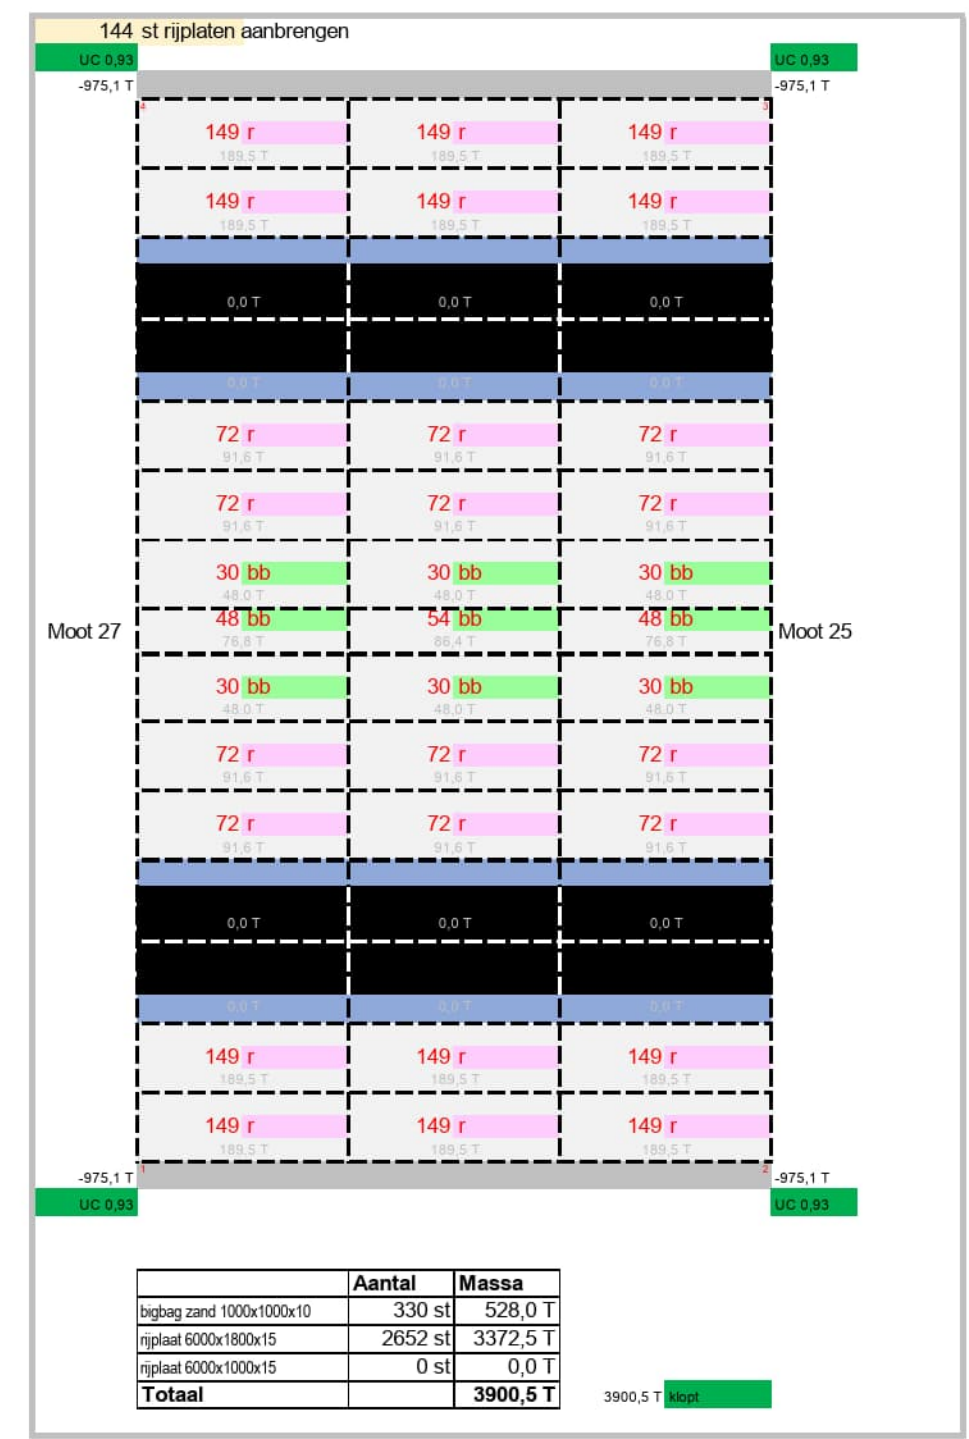 144 st rijplaten aanbrengen
UC 0,93 UC 0,93
-975,1 T -975,1 T
4 3
149 r 149 r 149 r
189,5 T 189,5 T 189,5 T
149 r 149 r 149 r
189,5 T 189,5 T 189,5 T
0,0 T 0,0 T 0,0 T
0,0 T 0,0 T 0,0 T
72 r 72 r 72 r
91,6 T 91,6 T 91,6 T
72 r 72 r 72 r
91,6 T 91,6 T 91,6 T
30 bb 30 bb 30 bb
48,0 T 48,0 T 48,0 T
48 bb 54 bb 48 bb
Moot 27 Moot 25
76,8 T 86,4 T 76,8 T
30 bb 30 bb 30 bb
48,0 T 48,0 T 48,0 T
72 r 72 r 72 r
91,6 T 91,6 T 91,6 T
72 r 72 r 72 r
91,6 T 91,6 T 91,6 T
0,0 T 0,0 T 0,0 T
0,0 T 0,0 T 0,0 T
149 r 149 r 149 r
189,5 T 189,5 T 189,5 T
149 r 149 r 149 r
189,5 T 189,5 T 189,5 T
1 2
-975,1 T -975,1 T
UC 0,93 UC 0,93
Aantal Massa
bigbag zand 1000x1000x10 330 st 528,0 T
rijplaat 6000x1800x15 2652 st 3372,5 T
rijplaat 6000x1000x15 0 st 0,0 T
Totaal 3900,5 T 3900,5 T klopt